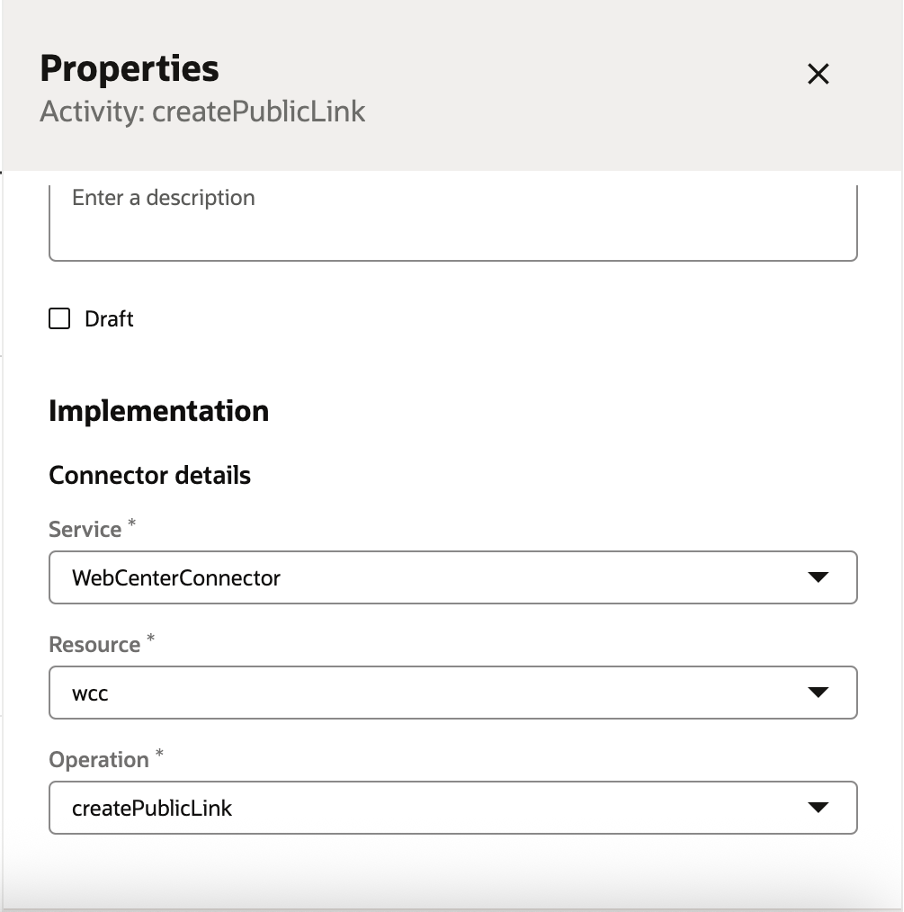 Properties
Activity: createPublicLink
Enter a description
Draft
Implementation
Connector details
Service *
WebCenterConnector
Resource *
wcc
Operation *
createPublicLink